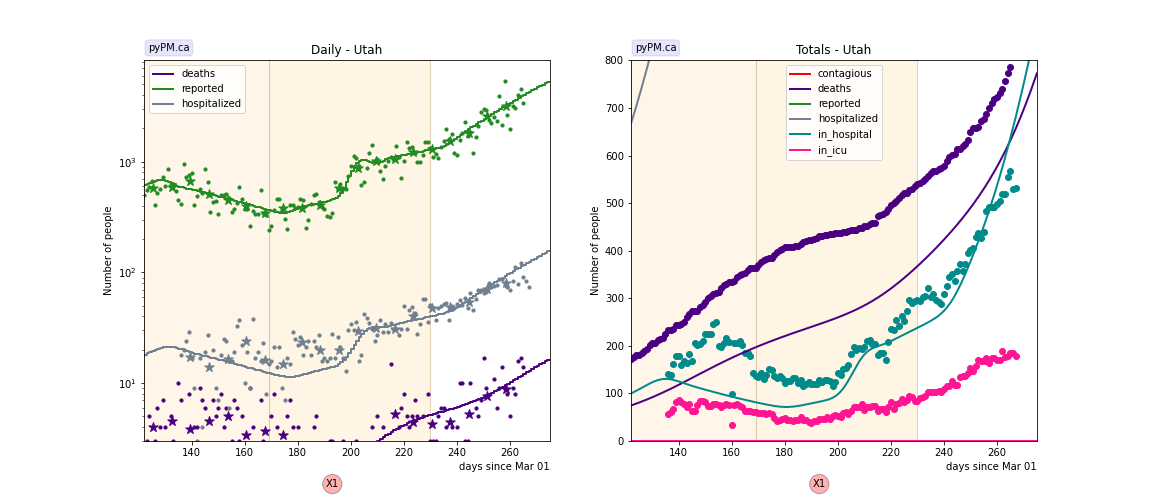 pyPM.ca
Daily - Utah
deaths
reported
hospitalized
Number of people
10³
10²
10¹
140 160 180 200 220 240 260
days since Mar 01
X1
pyPM.ca
Totals - Utah
contagious
deaths
reported
hospitalized
in_hospital
in_icu
Number of people
800
700
600
500
400
300
200
100
0
140 160 180 200 220 240 260
days since Mar 01
X1